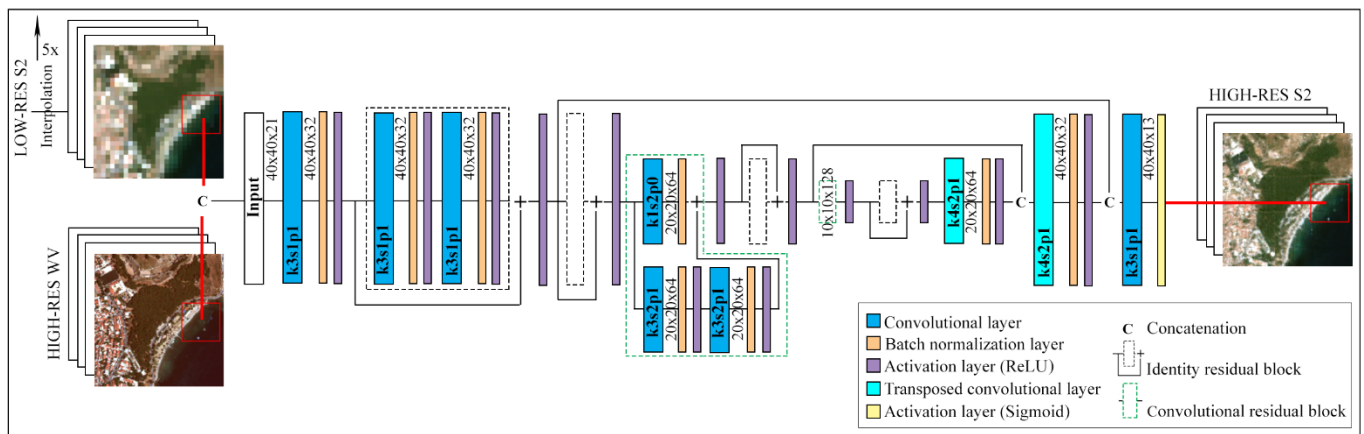 LOW-RES S2
Interpolation
5x
HIGH-RES WV
C
Input
40x40x21
k3s1p1
40x40x32
k3s1p1
40x40x32
k3s1p1
40x40x32
+
+
k1s2p0
20x20x64
+
k3s2p1
20x20x64
k3s2p1
20x20x64
+
10x10x128
+
k4s2p1
20x20x64
C
k4s2p1
40x40x32
C
k3s1p1
40x40x13
HIGH-RES S2
Convolutional layer
Batch normalization layer
Activation layer (ReLU)
Transposed convolutional layer
Activation layer (Sigmoid)
C Concatenation
+
Identity residual block
+
Convolutional residual block